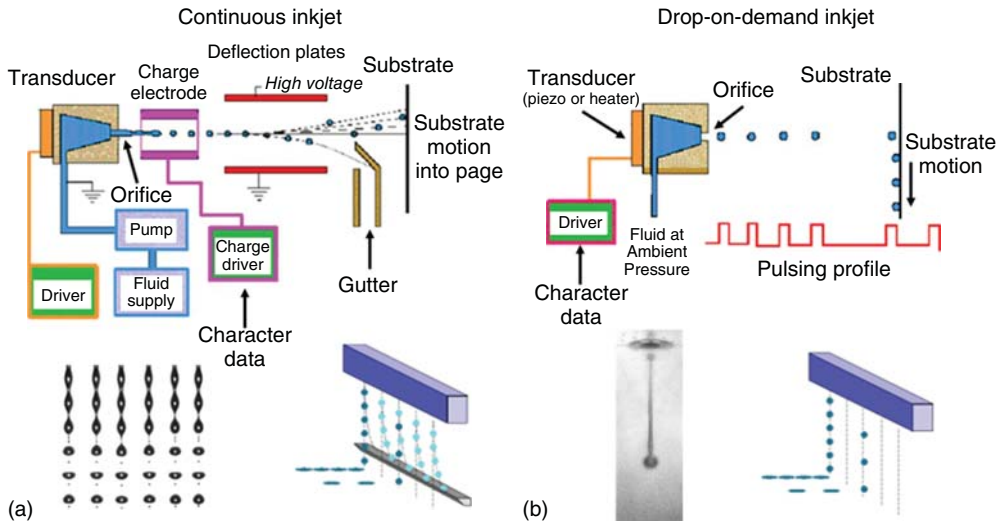 Continuous inkjet
Deflection plates
High voltage
Substrate
Transducer
Charge
electrode
Substrate
motion
into page
Orifice
Pump
Fluid
supply
Driver
Charge
driver
Gutter
Character
data
(a)
Drop-on-demand inkjet
Transducer
(piezo or heater)
Orifice
Substrate
Substrate
motion
Driver
Fluid at
Ambient
Pressure
Pulsing profile
Character
data
(b)